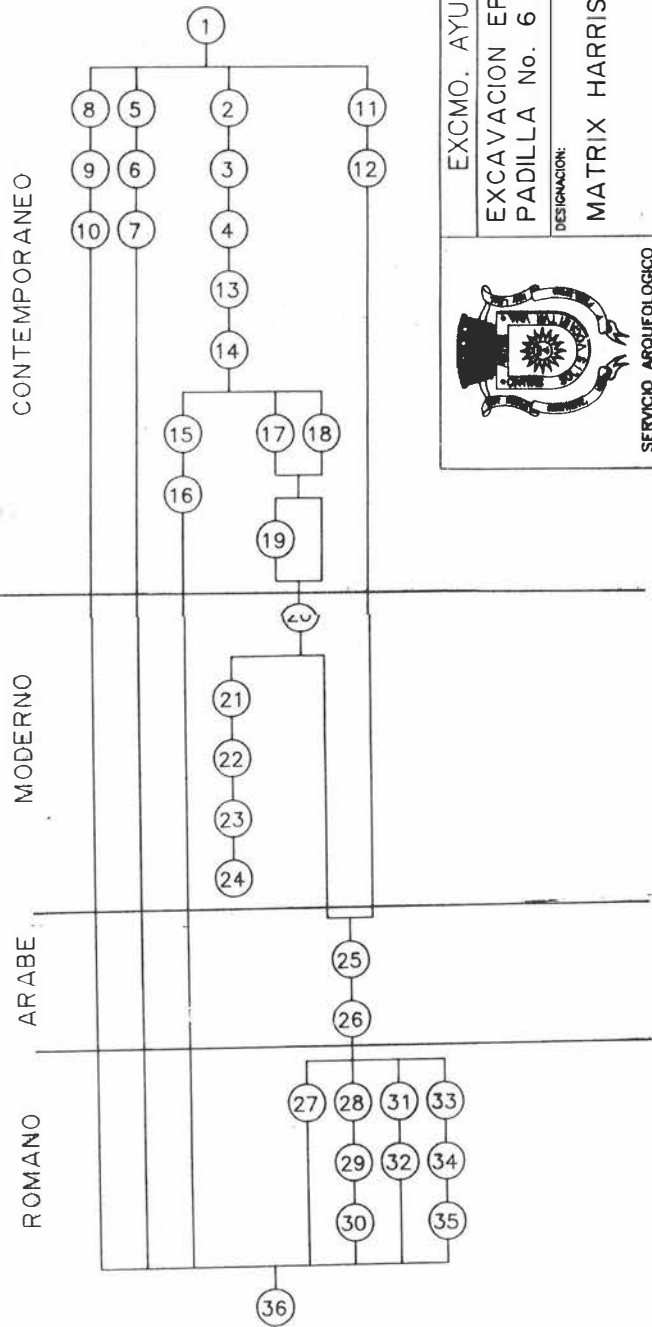 CONTEMPORANEO
1
8 5 2 11
9 6 3 12
10 7 4
13
14
15 17 18
16
19
MODERNO
20
21
22
23
24
ARABE
25
26
ROMANO
27 28 31 33
29 32 34
30 35
36
EXCMO. AYU
EXCAVACION
PADILLA No. 6
DESIGNACION:
MATRIX HARRIS
SERVICIO ARQUEOLOGICO